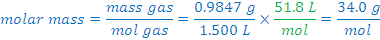 molar mass = mass gas / mol gas = 0.9847 g / 1.500 L × 51.8 L / mol = 34.0 g / mol